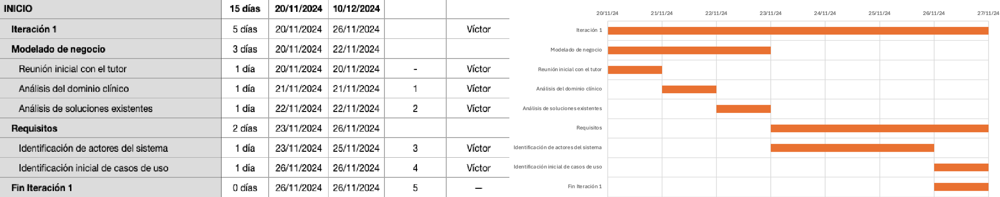 INICIO 15 días 20/11/2024 10/12/2024
Iteración 1 5 días 20/11/2024 26/11/2024 Víctor
Modelado de negocio 3 días 20/11/2024 22/11/2024
Reunión inicial con el tutor 1 día 20/11/2024 20/11/2024 - Víctor
Análisis del dominio clínico 1 día 21/11/2024 21/11/2024 1 Víctor
Análisis de soluciones existentes 1 día 22/11/2024 22/11/2024 2 Víctor
Requisitos 2 días 23/11/2024 26/11/2024
Identificación de actores del sistema 1 día 23/11/2024 25/11/2024 3 Víctor
Identificación inicial de casos de uso 1 día 26/11/2024 26/11/2024 4 Víctor
Fin Iteración 1 0 días 26/11/2024 26/11/2024 5 —
20/11/24 21/11/24 22/11/24 23/11/24 24/11/24 25/11/24 26/11/24 27/11/24
Iteración 1
Modelado de negocio
Reunión inicial con el tutor
Análisis del dominio clínico
Análisis de soluciones existentes
Requisitos
Identificación de actores del sistema
Identificación inicial de casos de uso
Fin Iteración 1